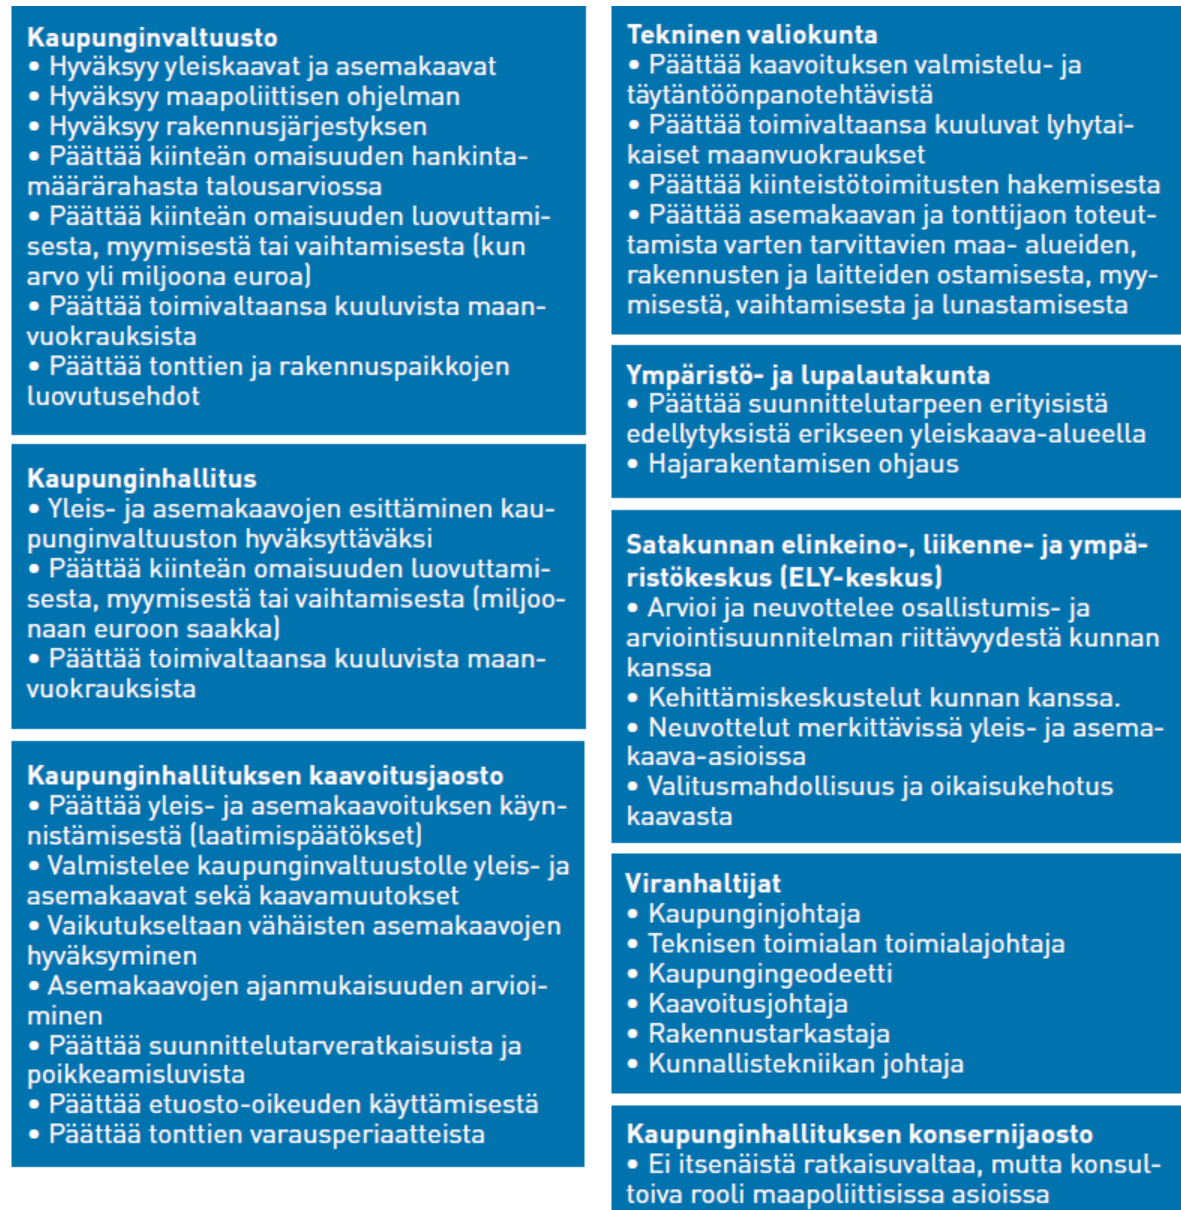 Kaupunginvaltuusto
• Hyväksyy yleiskaavat ja asemakaavat
• Hyväksyy maapoliittisen ohjelman
• Hyväksyy rakennusjärjestyksen
• Päättää kiinteän omaisuuden hankinta-
määrärahasta talousarviossa
• Päättää kiinteän omaisuuden luovuttami-
sesta, myymisestä tai vaihtamisesta (kun
arvo yli miljoona euroa)
• Päättää toimivaltaansa kuuluvista maan-
vuokrauksista
• Päättää tonttien ja rakennuspaikkojen
luovutusehdot
Kaupunginhallitus
• Yleis- ja asemakaavojen esittäminen kau-
punginvaltuuston hyväksyttäväksi
• Päättää kiinteän omaisuuden luovuttami-
sesta, myymisestä tai vaihtamisesta (miljoo-
naan euroon saakka)
• Päättää toimivaltaansa kuuluvista maan-
vuokrauksista
Kaupunginhallituksen kaavoitusjaosto
• Päättää yleis- ja asemakaavoituksen käyn-
nistämisestä (laatimispäätökset)
• Valmistelee kaupunginvaltuustolle yleis- ja
asemakaavat sekä kaavamuutokset
• Vaikutukseltaan vähäisten asemakaavojen
hyväksyminen
• Asemakaavojen ajanmukaisuuden arvioi-
minen
• Päättää suunnittelutarveratkaisuista ja
poikkeamisluvista
• Päättää etuosto-oikeuden käyttämisestä
• Päättää tonttien varausperiaatteista
Tekninen valiokunta
• Päättää kaavoituksen valmistelu- ja
täytäntöönpanotehtävistä
• Päättää toimivaltaansa kuuluvat lyhytai-
kaiset maanvuokraukset
• Päättää kiinteistötoimitusten hakemisesta
• Päättää asemakaavan ja tonttijaon toteut-
tamista varten tarvittavien maa- alueiden,
rakennusten ja laitteiden ostamisesta, myy-
misestä, vaihtamisesta ja lunastamisesta
Ympäristö- ja lupalautakunta
• Päättää suunnittelutarpeen erityisistä
edellytyksistä erikseen yleiskaava-alueella
• Hajarakentamisen ohjaus
Satakunnan elinkeino-, liikenne- ja ympä-
ristökeskus (ELY-keskus)
• Arvioi ja neuvottelee osallistumis- ja
arviointisuunnitelman riittävyydestä kunnan
kanssa
• Kehittämiskeskustelut kunnan kanssa.
• Neuvottelut merkittävissä yleis- ja asema-
kaava-asioissa
• Valitusmahdollisuus ja oikaisukehotus
kaavasta
Viranhaltijat
• Kaupunginjohtaja
• Teknisen toimialan toimialajohtaja
• Kaupungingeodeetti
• Kaavoitusjohtaja
• Rakennustarkastaja
• Kunnallistekniikan johtaja
Kaupunginhallituksen konsernijaosto
• Ei itsenäistä ratkaisuvaltaa, mutta konsul-
toiva rooli maapoliittisissa asioissa